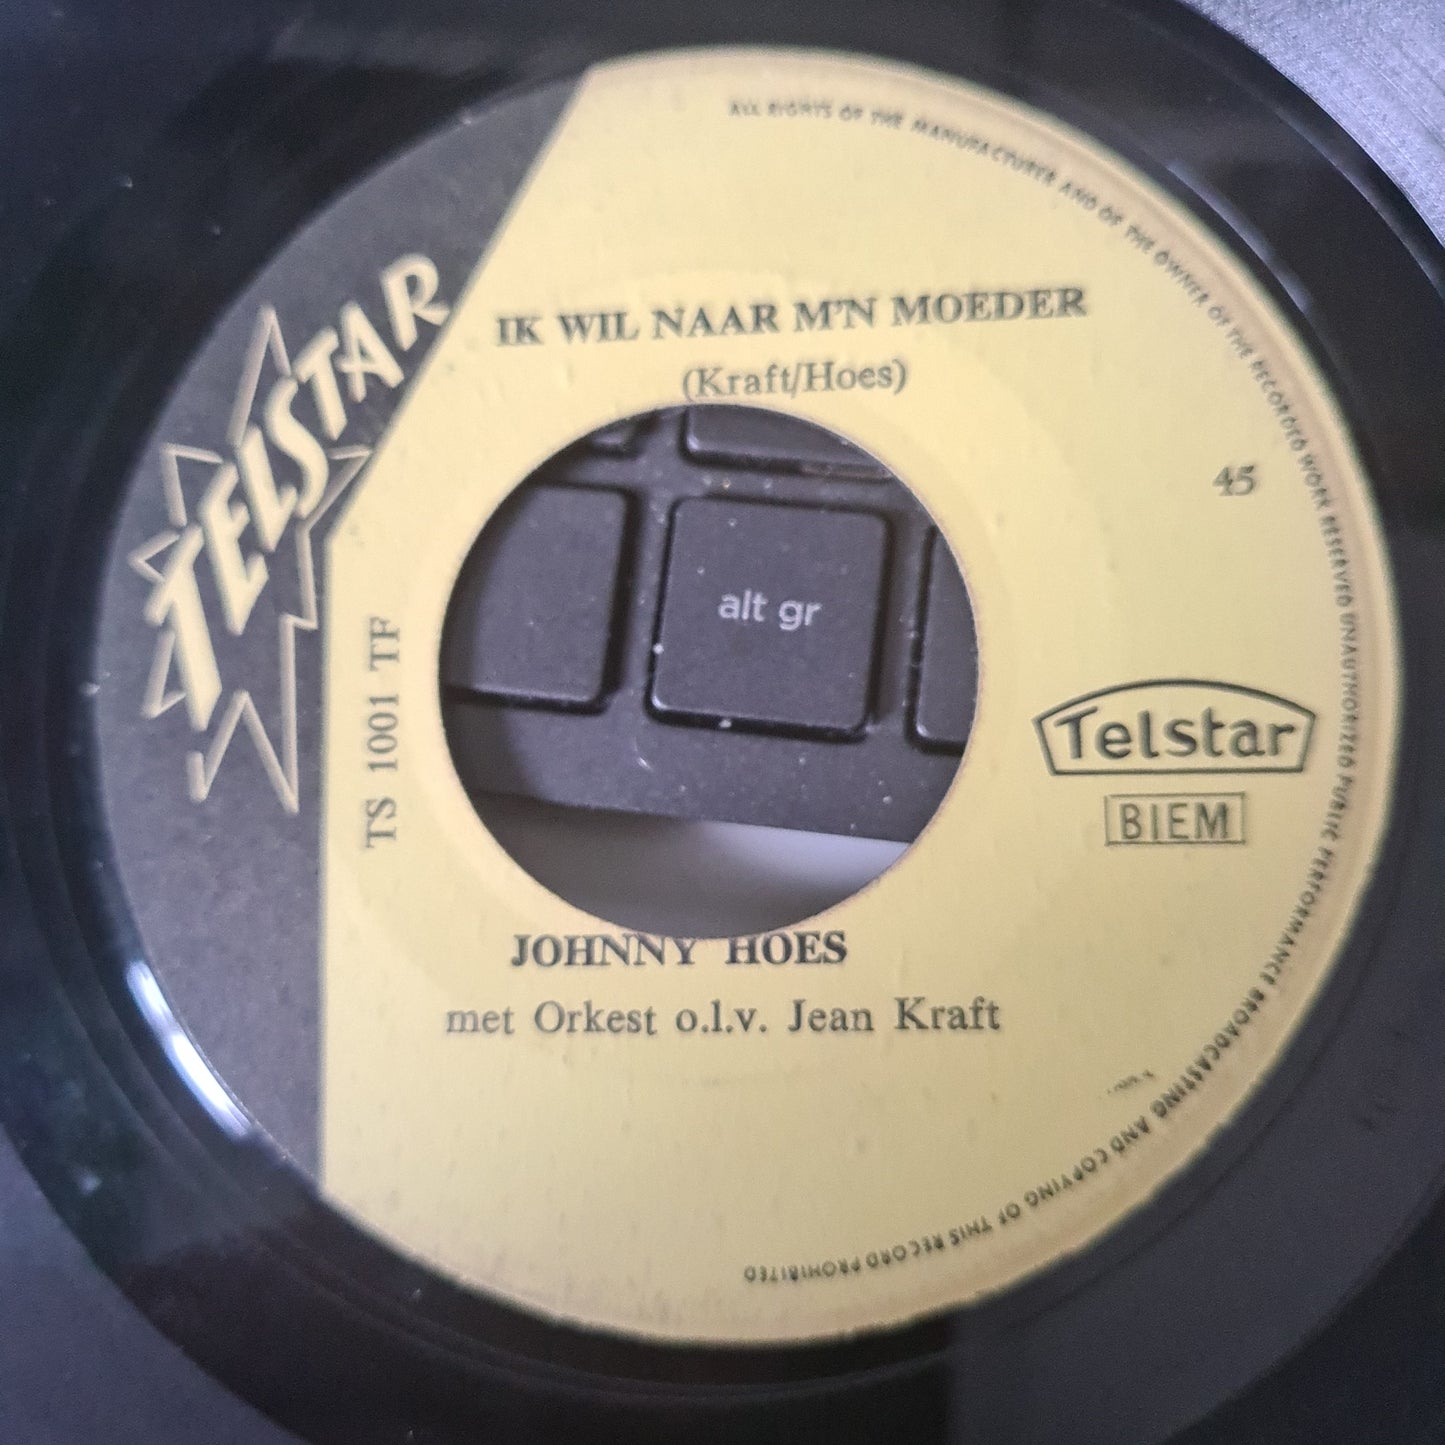 ALL RIGHTS OF THE MANUFACTURER AND OF THE OWNER OF THE RECORDED WORK RESERVED UNAUTHORIZED PUBLIC PERFORMANCE BROADCASTING AND COPYING OF THIS RECORD PROHIBITED
TELSTAR
IK WIL NAAR M'N MOEDER
(Kraft/Hoes)
45
alt gr
TS 1001 TF
Telstar
BIEM
JOHNNY HOES
met Orkest o.l.v. Jean Kraft